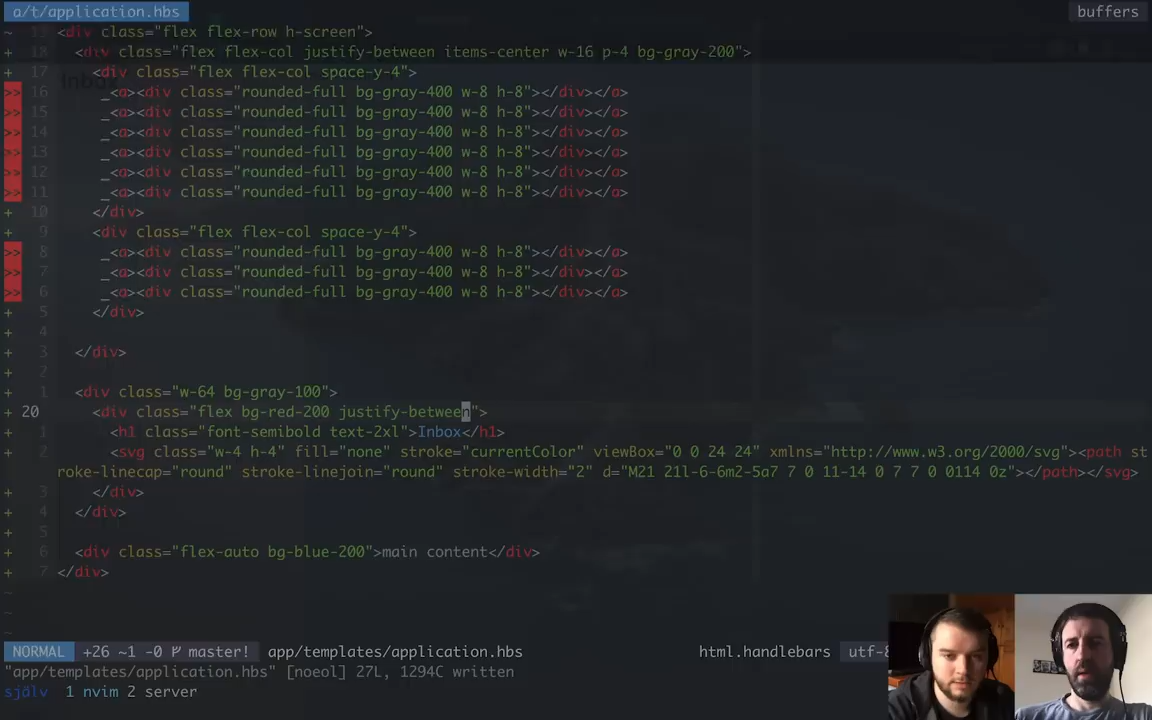 a/t/application.hbs buffers
~ 19 <div class="flex flex-row h-screen">
+ 18 <div class="flex flex-col justify-between items-center w-16 p-4 bg-gray-200">
+ 17 <div class="flex flex-col space-y-4">
Inbox
>> 16 _<a><div class="rounded-full bg-gray-400 w-8 h-8"></div></a>
>> 15 _<a><div class="rounded-full bg-gray-400 w-8 h-8"></div></a>
>> 14 _<a><div class="rounded-full bg-gray-400 w-8 h-8"></div></a>
>> 13 _<a><div class="rounded-full bg-gray-400 w-8 h-8"></div></a>
>> 12 _<a><div class="rounded-full bg-gray-400 w-8 h-8"></div></a>
>> 11 _<a><div class="rounded-full bg-gray-400 w-8 h-8"></div></a>
+ 10 </div>
+ 9 <div class="flex flex-col space-y-4">
>> 8 _<a><div class="rounded-full bg-gray-400 w-8 h-8"></div></a>
>> 7 _<a><div class="rounded-full bg-gray-400 w-8 h-8"></div></a>
>> 6 _<a><div class="rounded-full bg-gray-400 w-8 h-8"></div></a>
+ 5 </div>
+ 4
+ 3 </div>
+ 2
+ 1 <div class="w-64 bg-gray-100">
+ 20 <div class="flex bg-red-200 justify-between">
+ 1 <h1 class="font-semibold text-2xl">Inbox</h1>
+ 2 <svg class="w-4 h-4" fill="none" stroke="currentColor" viewBox="0 0 24 24" xmlns="http://www.w3.org/2000/svg"><path st
roke-linecap="round" stroke-linejoin="round" stroke-width="2" d="M21 21l-6-6m2-5a7 7 0 11-14 0 7 7 0 0114 0z"></path></svg>
+ 3 </div>
+ 4 </div>
+ 5
+ 6 <div class="flex-auto bg-blue-200">main content</div>
+ 7 </div>
~
~
~
NORMAL +26 ~1 -0 master! app/templates/application.hbs html.handlebars utf-8
"app/templates/application.hbs" [noeol] 27L, 1294C written
själv 1 nvim 2 server